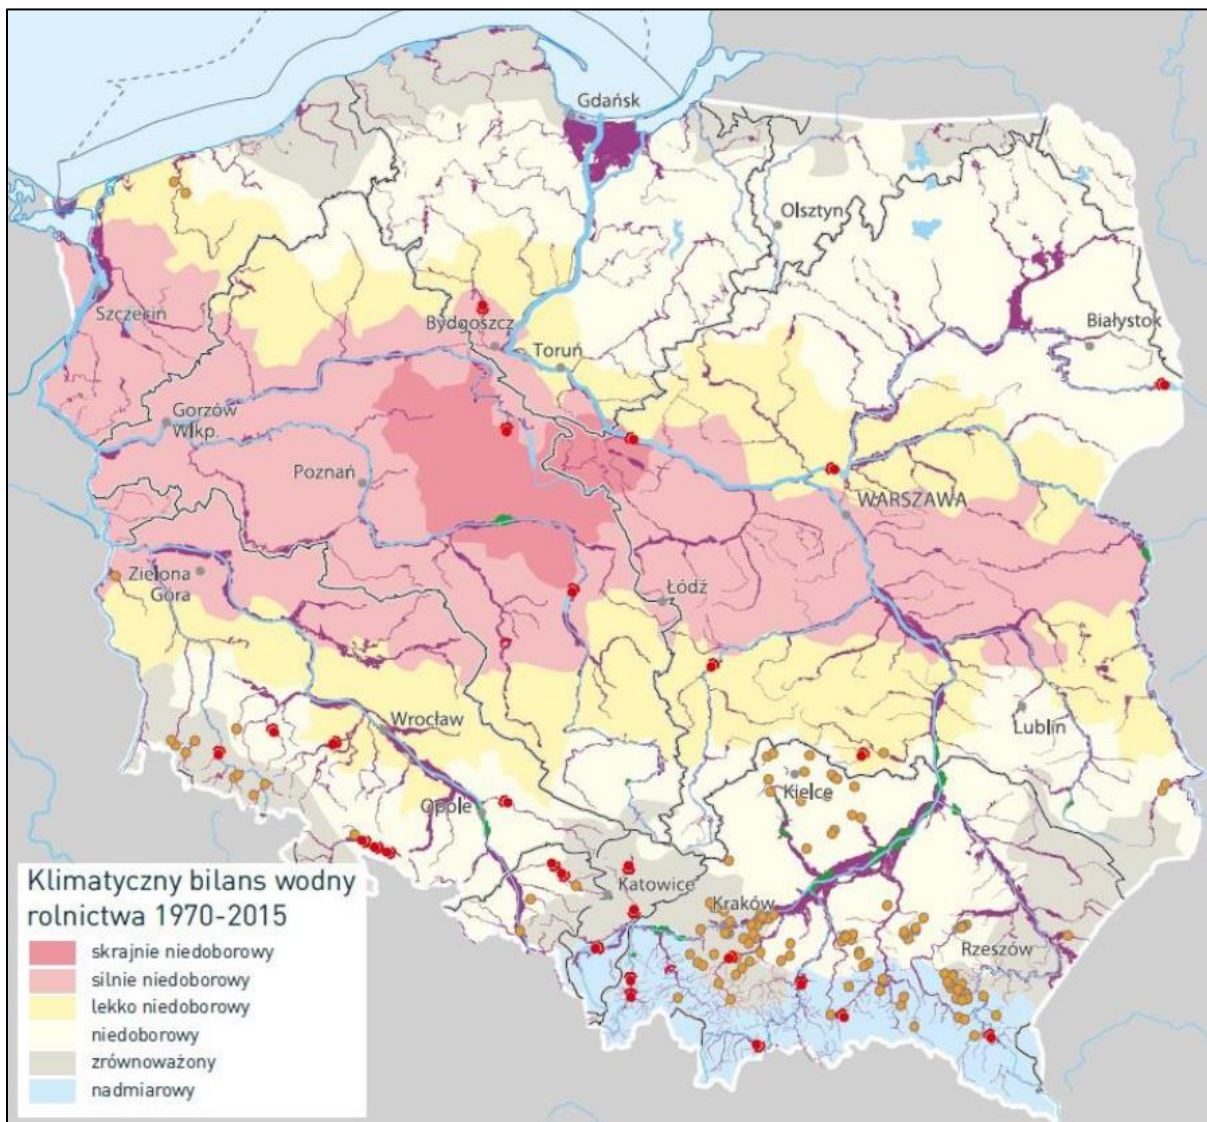 Gdańsk
Olsztyn
Szczecin
Bydgoszcz
Białystok
Toruń
Gorzów
Wlkp.
Poznań
WARSZAWA
Zielona
Góra
Łódź
Wrocław
Lublin
Kielce
Opole
Katowice
Kraków
Rzeszów
Klimatyczny bilans wodny
rolnictwa 1970-2015
skrajnie niedoborowy
silnie niedoborowy
lekko niedoborowy
niedoborowy
zrównoważony
nadmiarowy